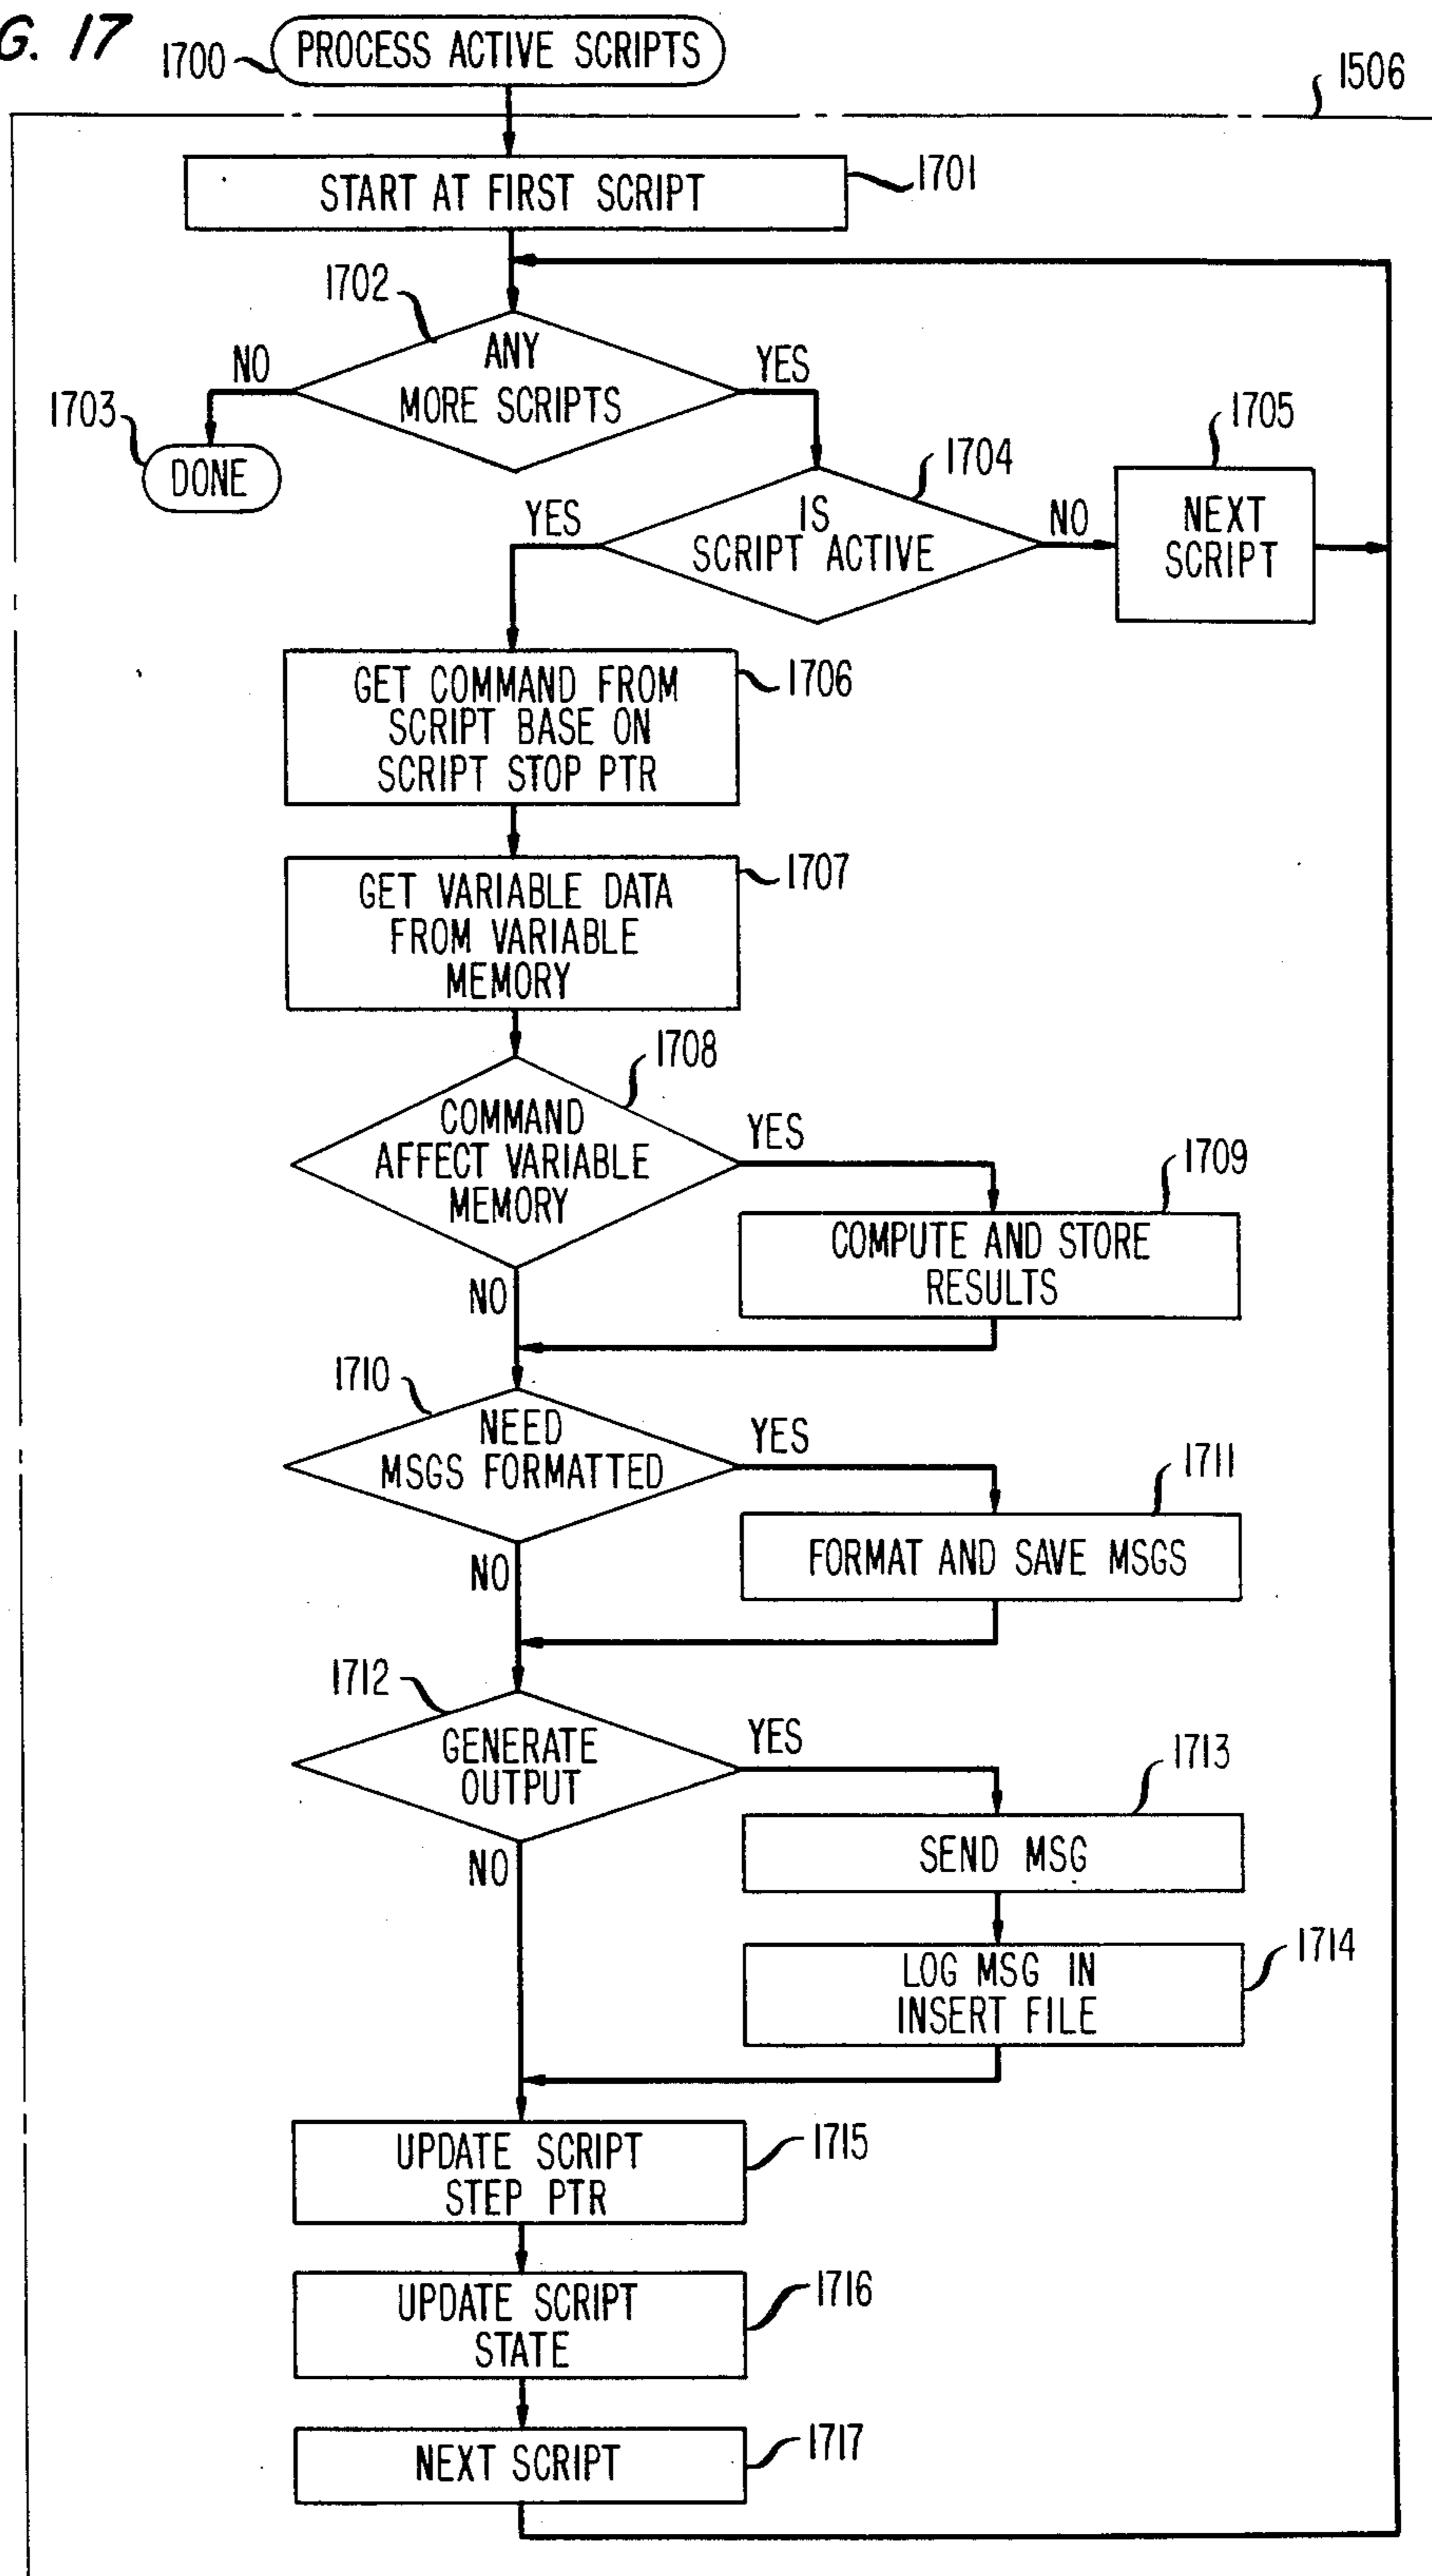 G. 17
1700
PROCESS ACTIVE SCRIPTS
1506
START AT FIRST SCRIPT
1701
1702
ANY
MORE SCRIPTS
NO
YES
1703
DONE
1704
IS
SCRIPT ACTIVE
YES
NO
1705
NEXT
SCRIPT
GET COMMAND FROM
SCRIPT BASE ON
SCRIPT STOP PTR
1706
GET VARIABLE DATA
FROM VARIABLE
MEMORY
1707
1708
COMMAND
AFFECT VARIABLE
MEMORY
YES
NO
1709
COMPUTE AND STORE
RESULTS
1710
NEED
MSGS FORMATTED
YES
NO
1711
FORMAT AND SAVE MSGS
1712
GENERATE
OUTPUT
YES
NO
1713
SEND MSG
1714
LOG MSG IN
INSERT FILE
UPDATE SCRIPT
STEP PTR
1715
UPDATE SCRIPT
STATE
1716
NEXT SCRIPT
1717